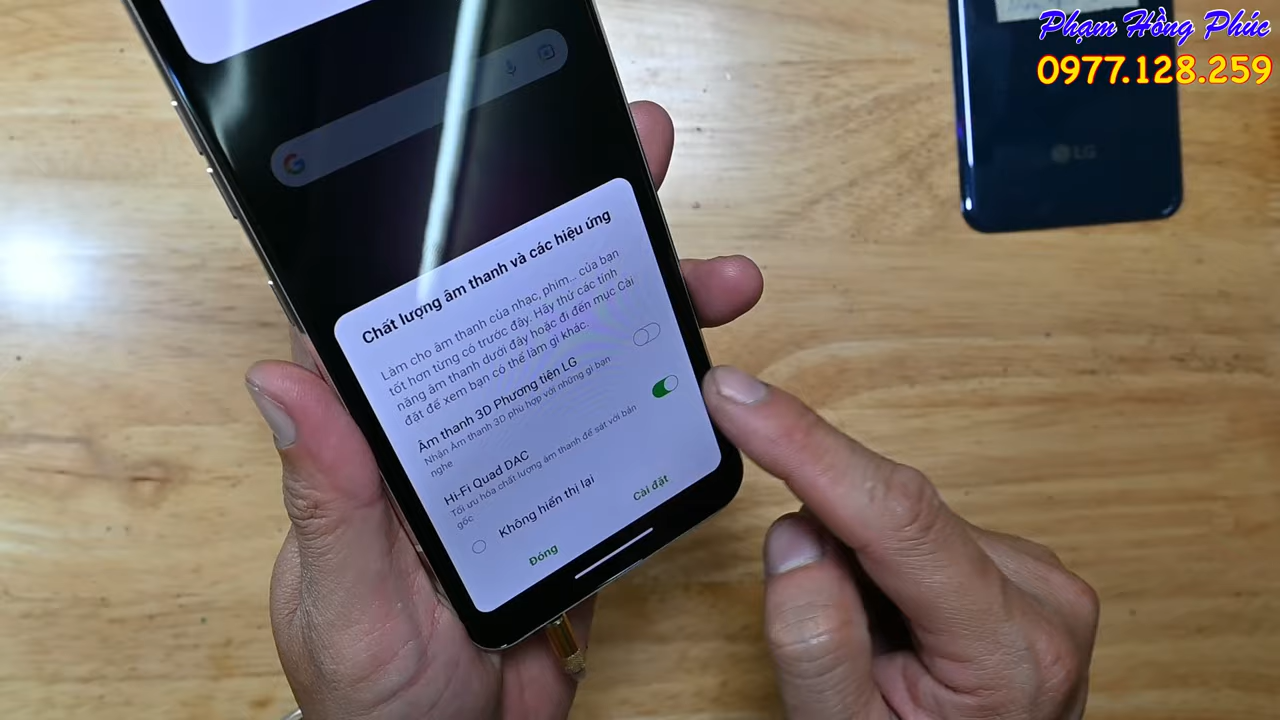 Phạm Hồng Phúc
0977.128.259
LG
Chất lượng âm thanh và các hiệu ứng
Làm cho âm thanh của nhạc, phim... của bạn
tốt hơn từng có trước đây. Hãy thử các tính
năng âm thanh dưới đây hoặc đi đến mục Cài
đặt để xem bạn có thể làm gì khác.
Âm thanh 3D Phương tiện LG
Nhận Âm thanh 3D phù hợp với những gì bạn
nghe
Hi-Fi Quad DAC
Tối ưu hóa chất lượng âm thanh để sát với bản
gốc
Không hiển thị lại
Đóng
Cài đặt